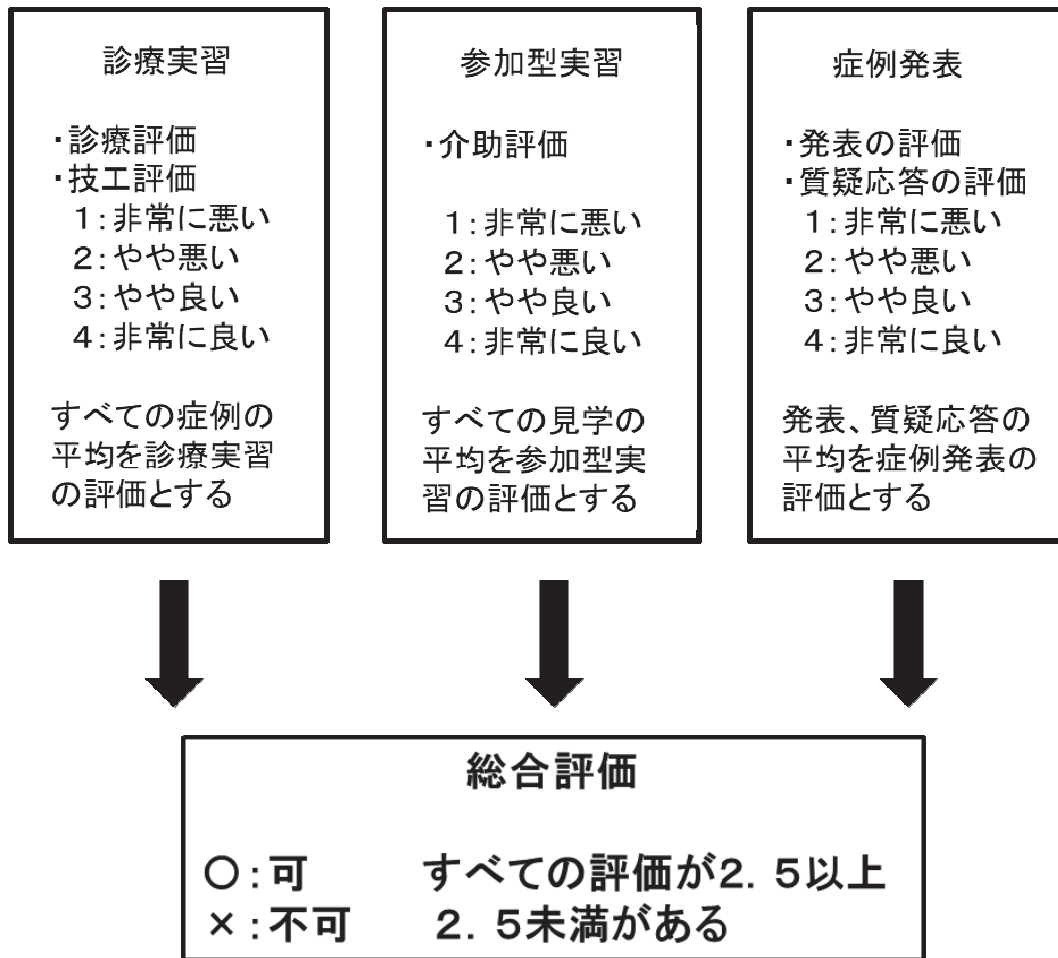 診療実習
・診療評価
・技工評価
1:非常に悪い
2:やや悪い
3:やや良い
4:非常に良い
すべての症例の
平均を診療実習
の評価とする
参加型実習
・介助評価
1:非常に悪い
2:やや悪い
3:やや良い
4:非常に良い
すべての見学の
平均を参加型実
習の評価とする
症例発表
・発表の評価
・質疑応答の評価
1:非常に悪い
2:やや悪い
3:やや良い
4:非常に良い
発表、質疑応答の
平均を症例発表の
評価とする
総合評価
○:可 すべての評価が2.5以上
×:不可 2.5未満がある